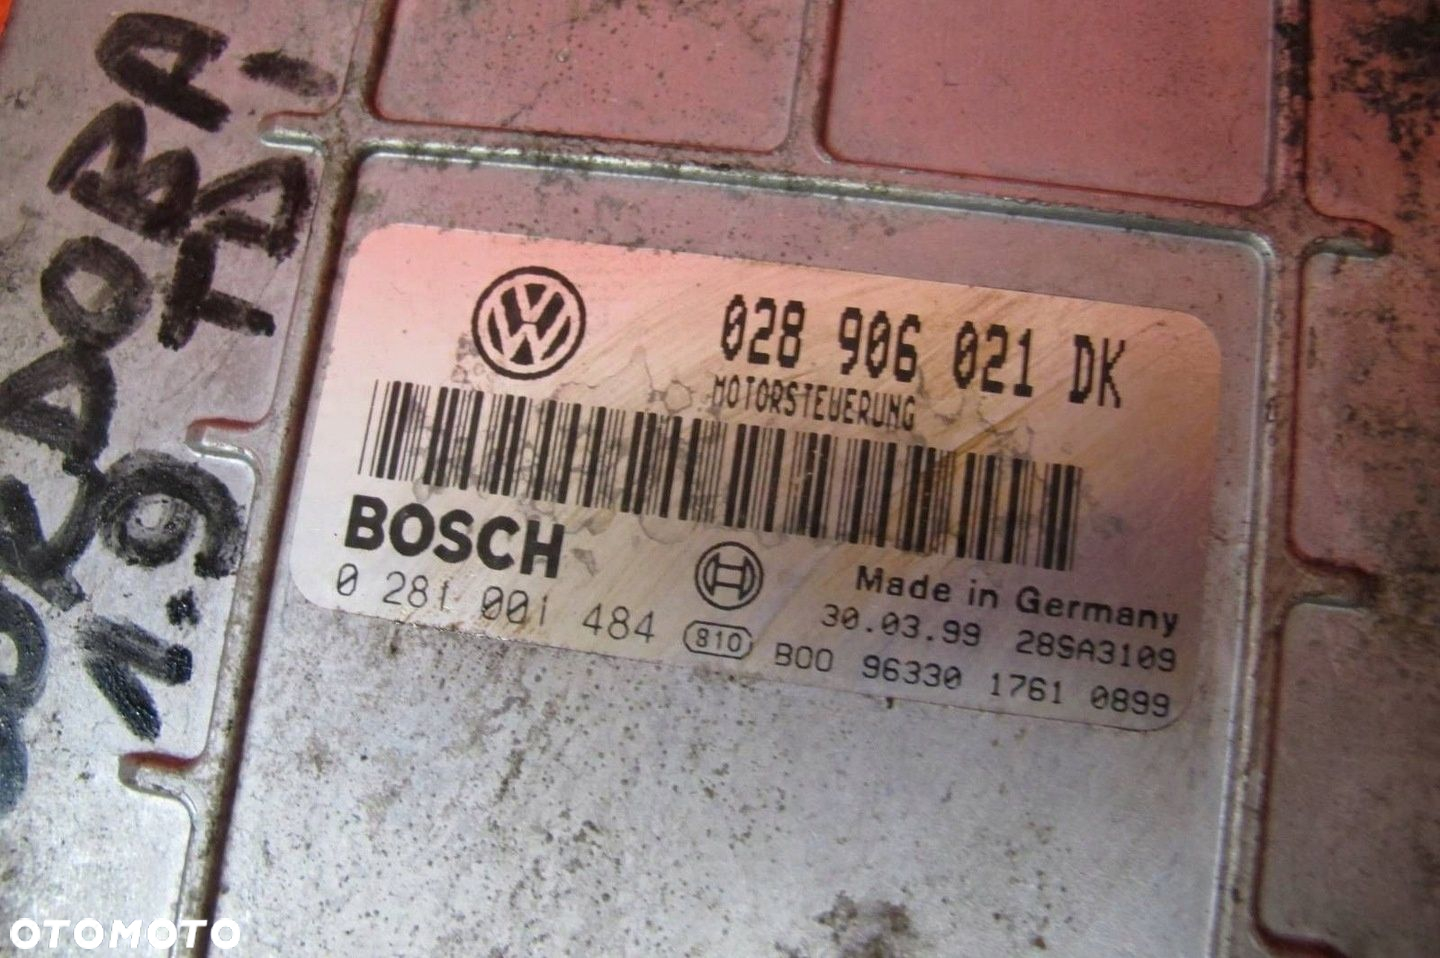 CORDOBA
1.9 TDI
028 906 021 DK
MOTORSTEUERUNG
BOSCH
0 281 001 484
Made in Germany
30.03.99 28SA3109
810 B00 96330 1761 0899
OTOMOTO